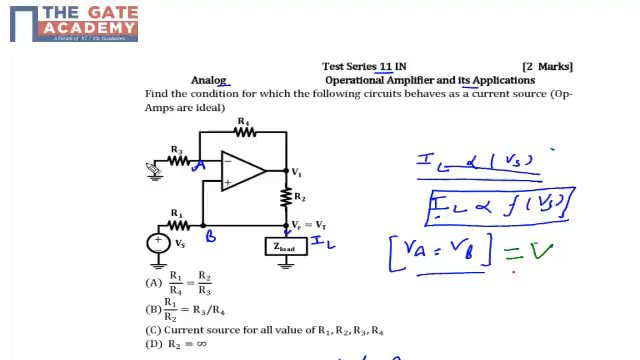 THE GATE
ACADEMY
A Forum of IIT / IISc Graduates
Test Series 11 IN [2 Marks]
Analog Operational Amplifier and its Applications
Find the condition for which the following circuits behaves as a current source (Op-
Amps are ideal)
R4
R3
A
−
+
V1
R2
R1
B
Vr = VT
+
−
VS
Zload
IL
IL ∝ (VS)
IL ∝ f(VS)
[VA = VB] = V
(A) R1/R4 = R2/R3
(B) R1/R2 = R3/R4
(C) Current source for all value of R1, R2, R3, R4
(D) R2 = ∞